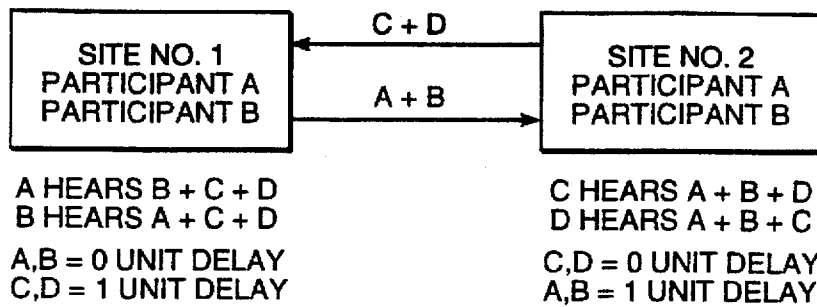 C + D
SITE NO. 1
PARTICIPANT A
PARTICIPANT B
A + B
SITE NO. 2
PARTICIPANT A
PARTICIPANT B
A HEARS B + C + D
B HEARS A + C + D
A,B = 0 UNIT DELAY
C,D = 1 UNIT DELAY
C HEARS A + B + D
D HEARS A + B + C
C,D = 0 UNIT DELAY
A,B = 1 UNIT DELAY